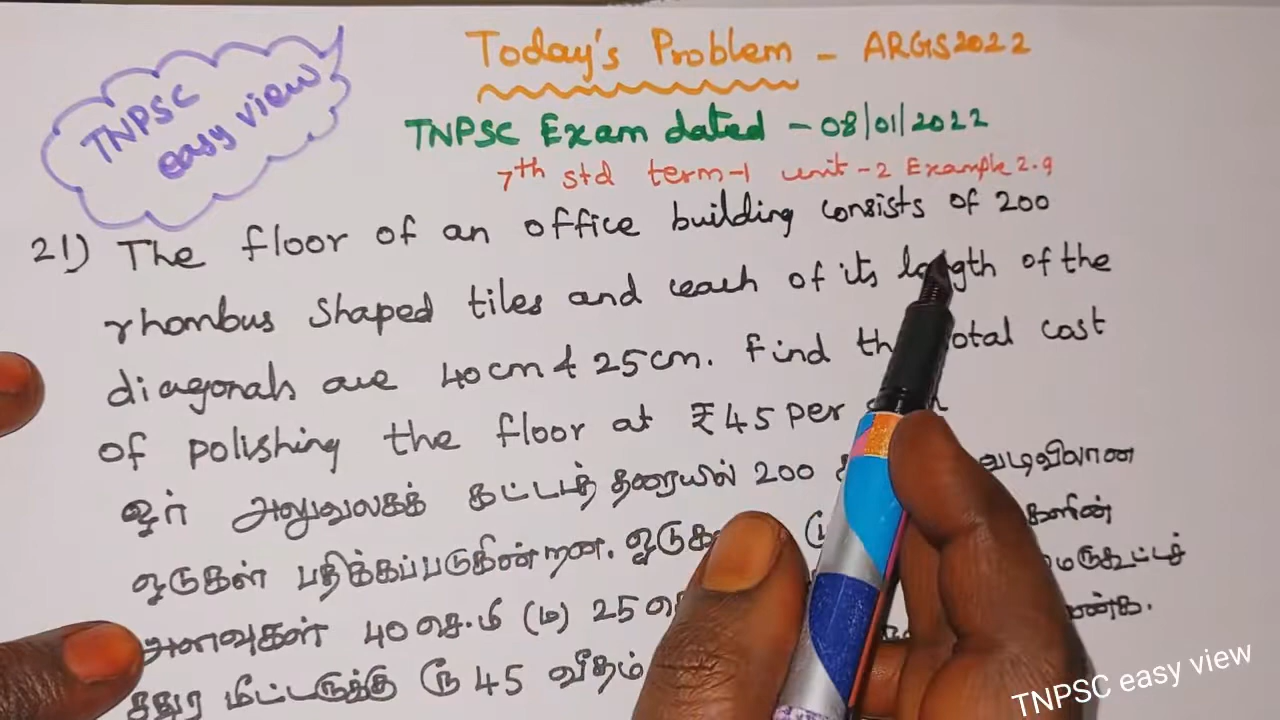 TNPSC
easy view
Today's Problem - ARGS2022
TNPSC Exam dated - 08/01/2022
7th std term-1 unit-2 Example 2.9
21) The floor of an office building consists of 200
rhombus shaped tiles and each of its length of the
diagonals are 40cm & 25cm. Find the total cost
of polishing the floor at ₹45 per
ஓர் அலுவலகக் கட்டடத் தரையில் 200 வடிவிலான
ஓடுகள் பதிக்கப்படுகின்றன. களின்
அளவுகள் 40 செ.மீ (ம) 25 மெருகூட்டச்
சதுர மீட்டருக்கு ரூ 45 வீதம்
TNPSC easy view